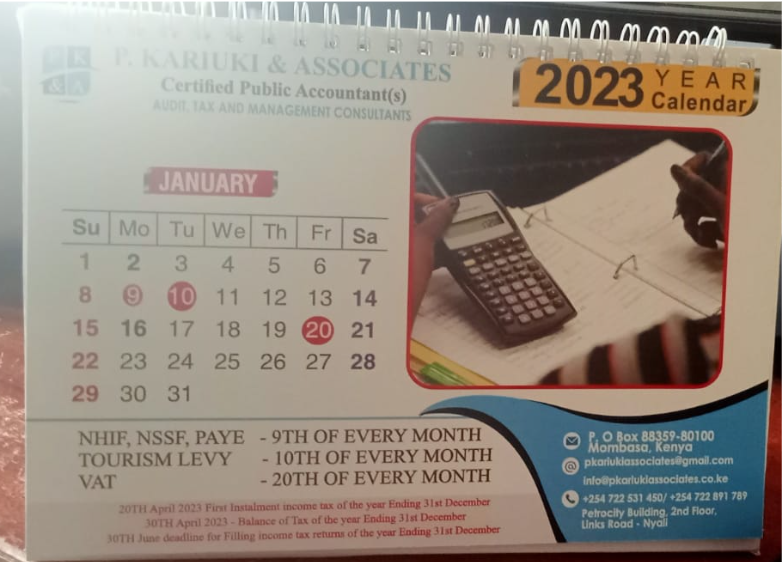 P K
& A
P. KARIUKI & ASSOCIATES
Certified Public Accountant(s)
AUDIT, TAX AND MANAGEMENT CONSULTANTS
2023 YEAR
Calendar
JANUARY
Su Mo Tu We Th Fr Sa
1 2 3 4 5 6 7
8 9 10 11 12 13 14
15 16 17 18 19 20 21
22 23 24 25 26 27 28
29 30 31
NHIF, NSSF, PAYE - 9TH OF EVERY MONTH
TOURISM LEVY - 10TH OF EVERY MONTH
VAT - 20TH OF EVERY MONTH
20TH April 2023 First Instalment income tax of the year Ending 31st December
30TH April 2023 - Balance of Tax of the year Ending 31st December
30TH June deadline for Filling income tax returns of the year Ending 31st December
P. O Box 88359-80100
Mombasa, Kenya
pkariukiassociates@gmail.com
info@pkariukiassociates.co.ke
+254 722 531 450/ +254 722 891 789
Petrocity Building, 2nd Floor,
Links Road - Nyali